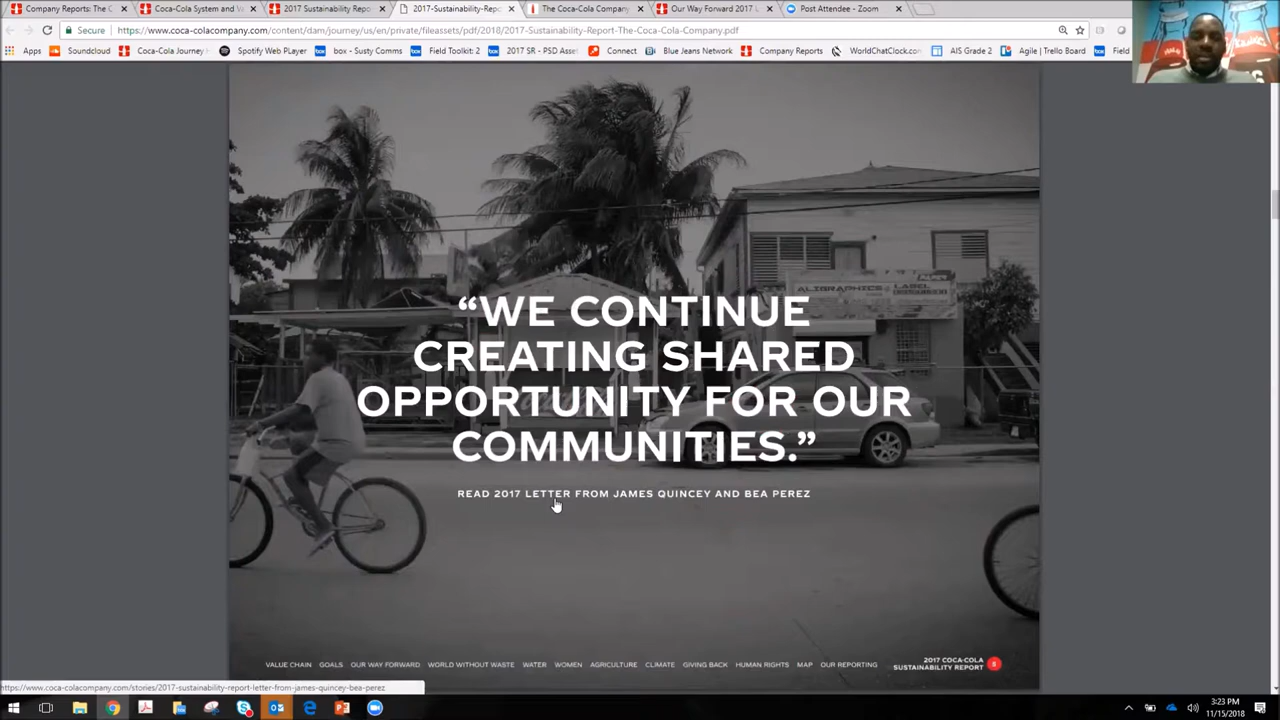 Company Reports: The C
Coca-Cola System and V
2017 Sustainability Repo
2017-Sustainability-Rep
The Coca-Cola Company
Our Way Forward 2017
Post Attendee - Zoom
Secure
https://www.coca-colacompany.com/content/dam/journey/us/en/private/fileassets/pdf/2018/2017-Sustainability-Report-The-Coca-Cola-Company.pdf
Apps
Soundcloud
Coca-Cola Journey
Spotify Web Player
box - Susty Comms
Field Toolkit: 2
2017 SR - PSD Asset
Connect
Blue Jeans Network
Company Reports
WorldChatClock.com
AIS Grade 2
Agile | Trello Board
Field
ALIGRAPHICS
LABEL
“WE CONTINUE
CREATING SHARED
OPPORTUNITY FOR OUR
COMMUNITIES.”
READ 2017 LETTER FROM JAMES QUINCEY AND BEA PEREZ
VALUE CHAIN GOALS OUR WAY FORWARD WORLD WITHOUT WASTE WATER WOMEN AGRICULTURE CLIMATE GIVING BACK HUMAN RIGHTS MAP OUR REPORTING
2017 COCA-COLA
SUSTAINABILITY REPORT
https://www.coca-colacompany.com/stories/2017-sustainability-report-letter-from-james-quincey-bea-perez
3:23 PM
11/15/2018